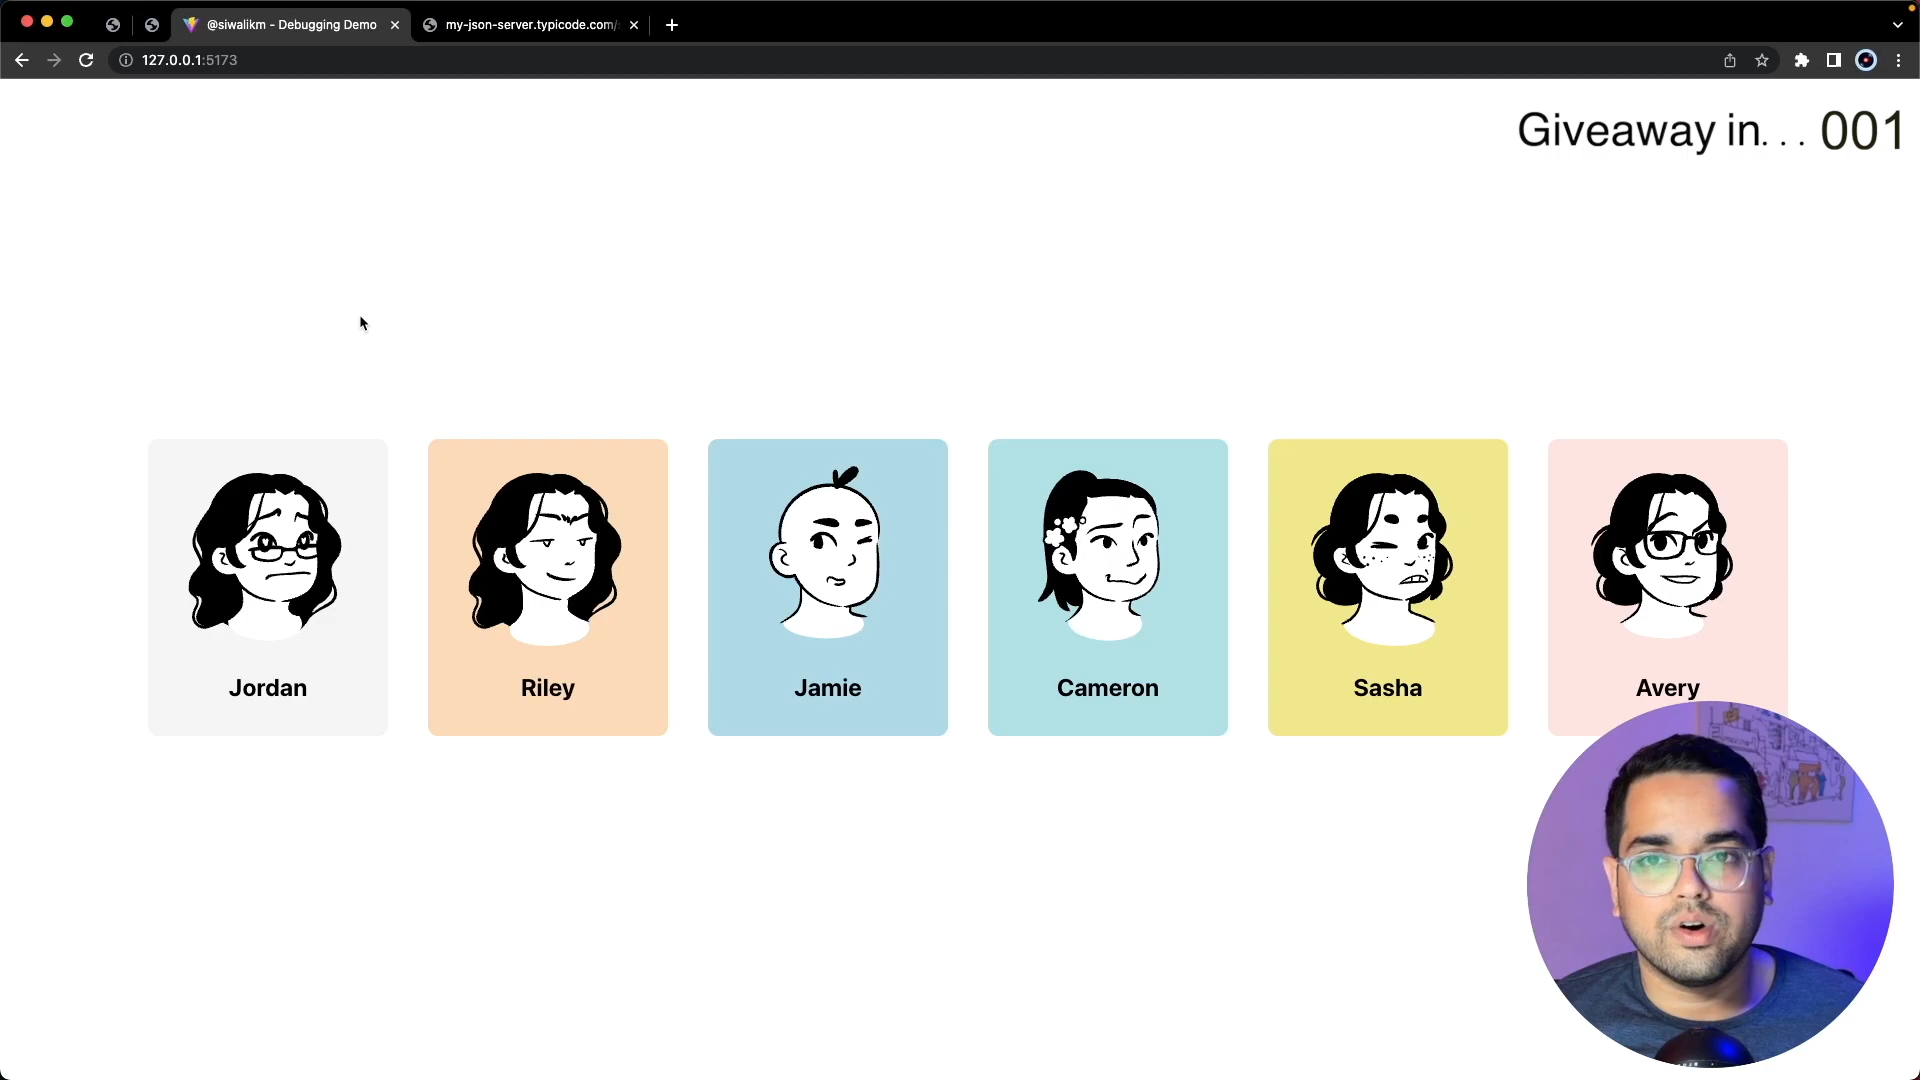 @siwalikm - Debugging Demo
my-json-server.typicode.com/
127.0.0.1:5173
Giveaway in. . . 001
Jordan
Riley
Jamie
Cameron
Sasha
Avery